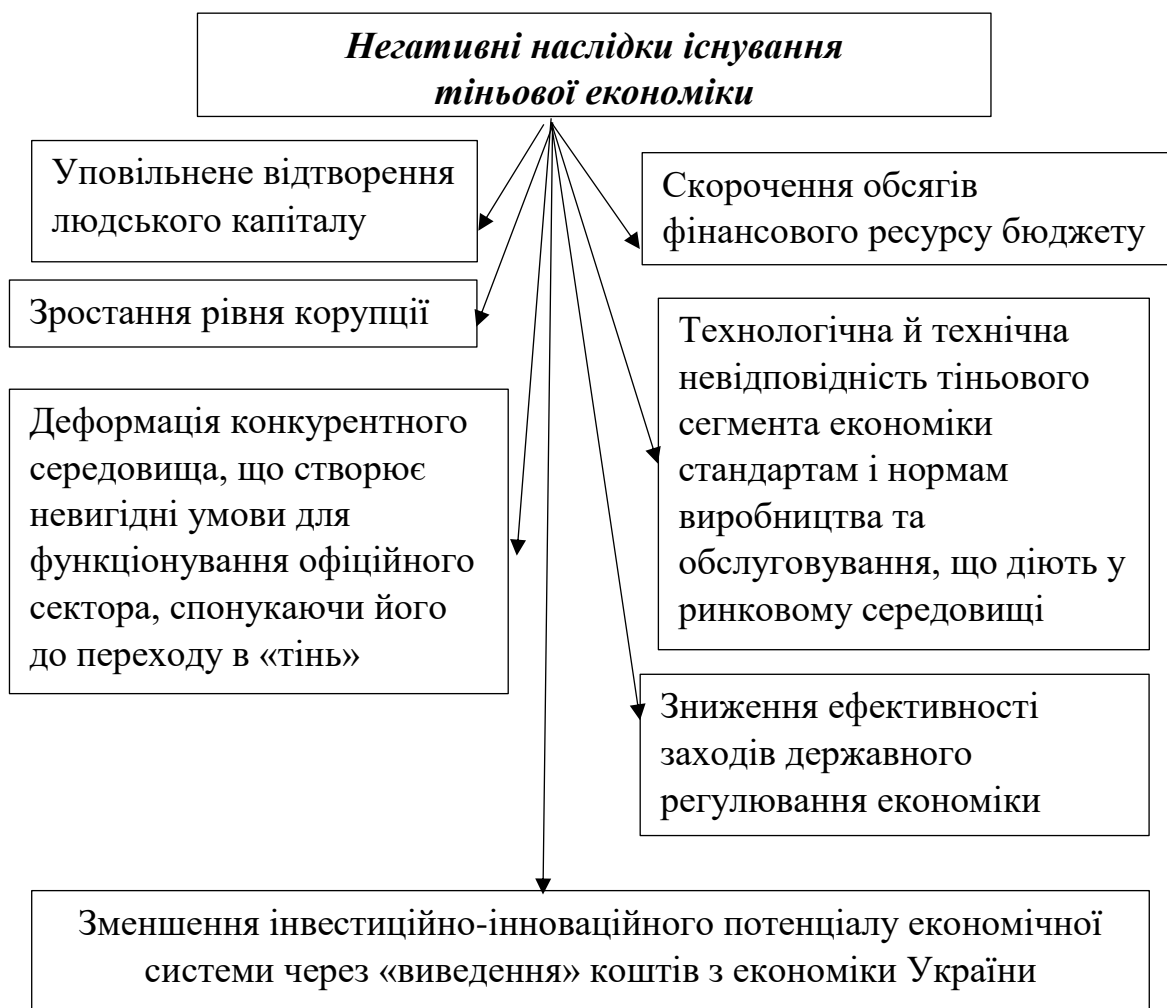 Негативні наслідки існування
тіньової економіки
Уповільнене відтворення
людського капіталу
Скорочення обсягів
фінансового ресурсу бюджету
Зростання рівня корупції
Технологічна й технічна
невідповідність тіньового
сегмента економіки
стандартам і нормам
виробництва та
обслуговування, що діють у
ринковому середовищі
Деформація конкурентного
середовища, що створює
невигідні умови для
функціонування офіційного
сектора, спонукаючи його
до переходу в «тінь»
Зниження ефективності
заходів державного
регулювання економіки
Зменшення інвестиційно-інноваційного потенціалу економічної
системи через «виведення» коштів з економіки України